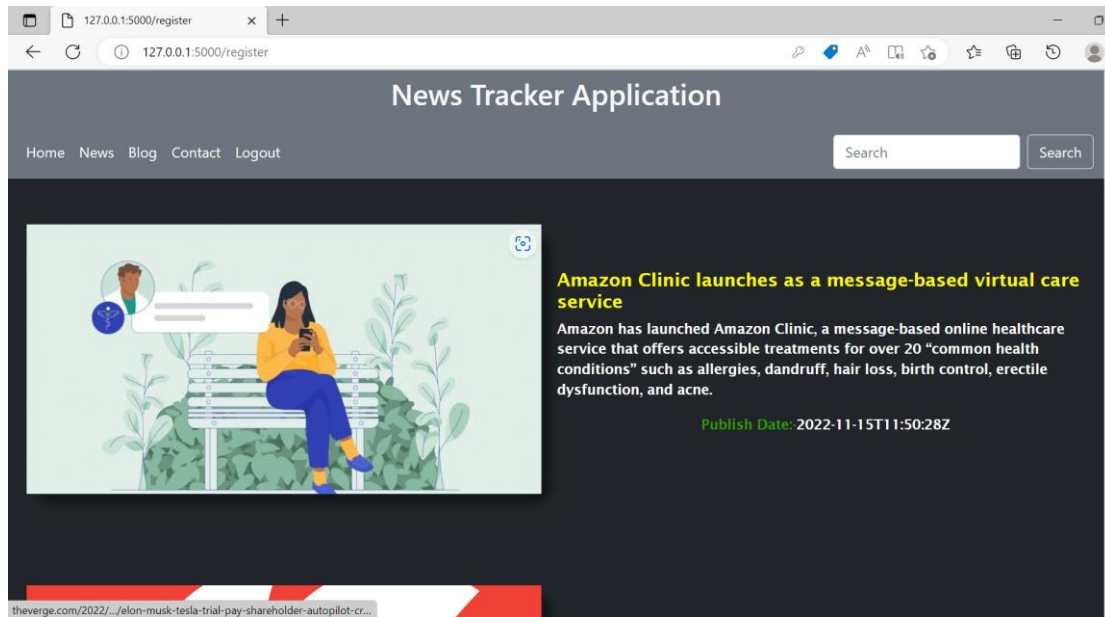 127.0.0.1:5000/register
127.0.0.1:5000/register
News Tracker Application
Home News Blog Contact Logout
Search
Search
Amazon Clinic launches as a message-based virtual care
service
Amazon has launched Amazon Clinic, a message-based online healthcare
service that offers accessible treatments for over 20 “common health
conditions” such as allergies, dandruff, hair loss, birth control, erectile
dysfunction, and acne.
Publish Date:-2022-11-15T11:50:28Z
theverge.com/2022/.../elon-musk-tesla-trial-pay-shareholder-autopilot-cr...